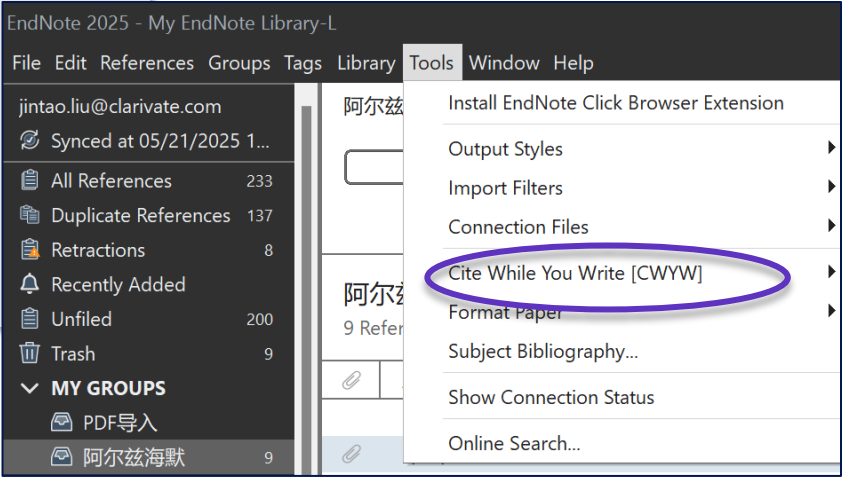 EndNote 2025 - My EndNote Library-L
File Edit References Groups Tags Library Tools Window Help
jintao.liu@clarivate.com
Synced at 05/21/2025 1...
All References 233
Duplicate References 137
Retractions 8
Recently Added
Unfiled 200
Trash 9
MY GROUPS
PDF导入
阿尔兹海默 9
阿尔兹
阿尔
9 Refer
Install EndNote Click Browser Extension
Output Styles
Import Filters
Connection Files
Cite While You Write [CWYW]
Format Paper
Subject Bibliography...
Show Connection Status
Online Search...